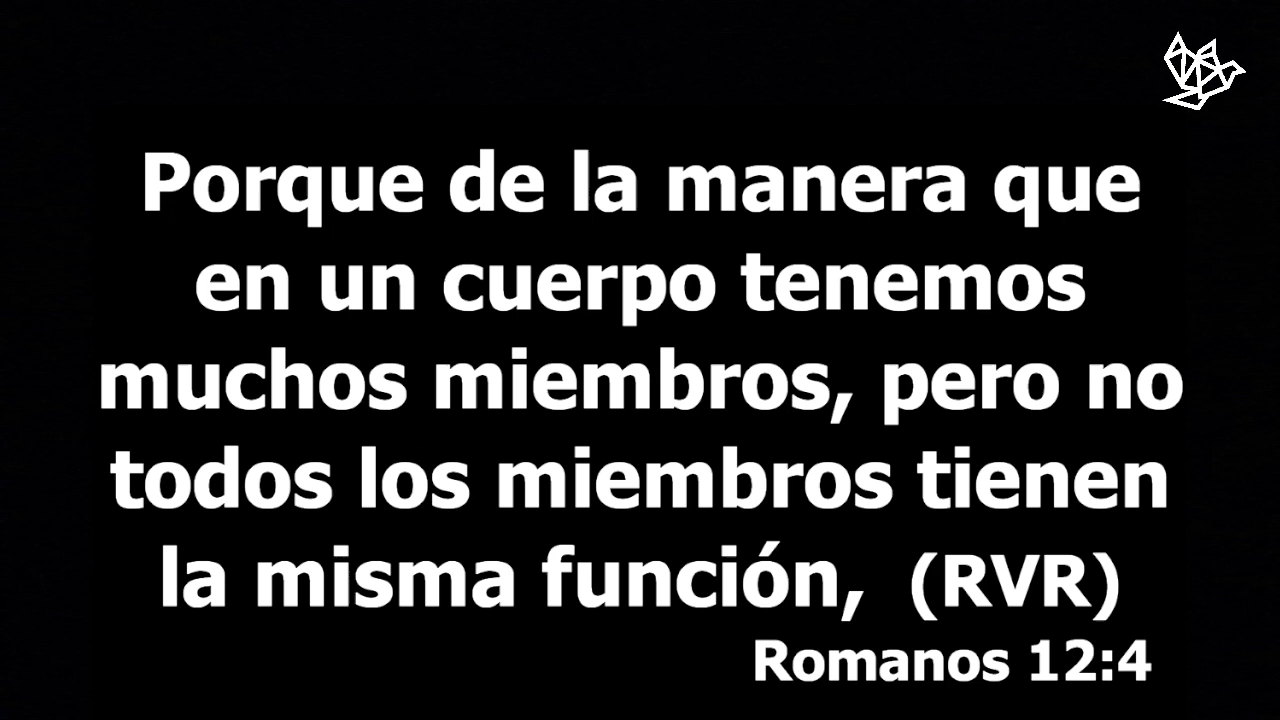 Porque de la manera que
en un cuerpo tenemos
muchos miembros, pero no
todos los miembros tienen
la misma función, (RVR)
Romanos 12:4